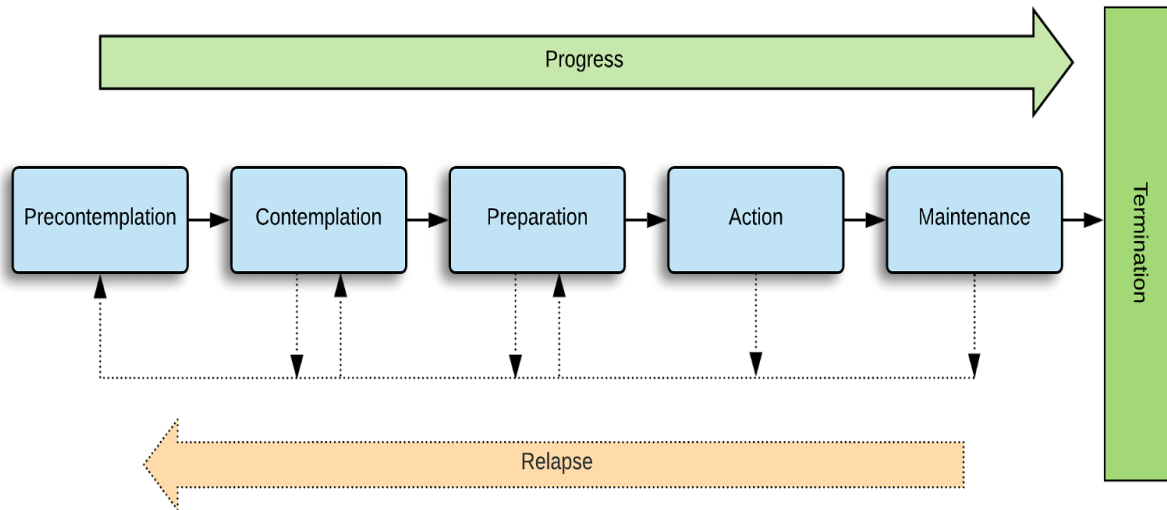 Progress
Precontemplation
Contemplation
Preparation
Action
Maintenance
Termination
Relapse